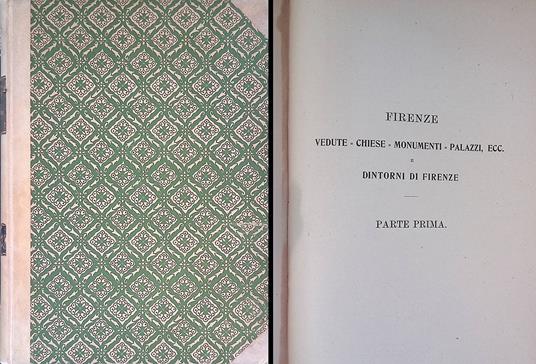 FIRENZE
VEDUTE - CHIESE - MONUMENTI - PALAZZI, ECC.
E
DINTORNI DI FIRENZE
PARTE PRIMA.